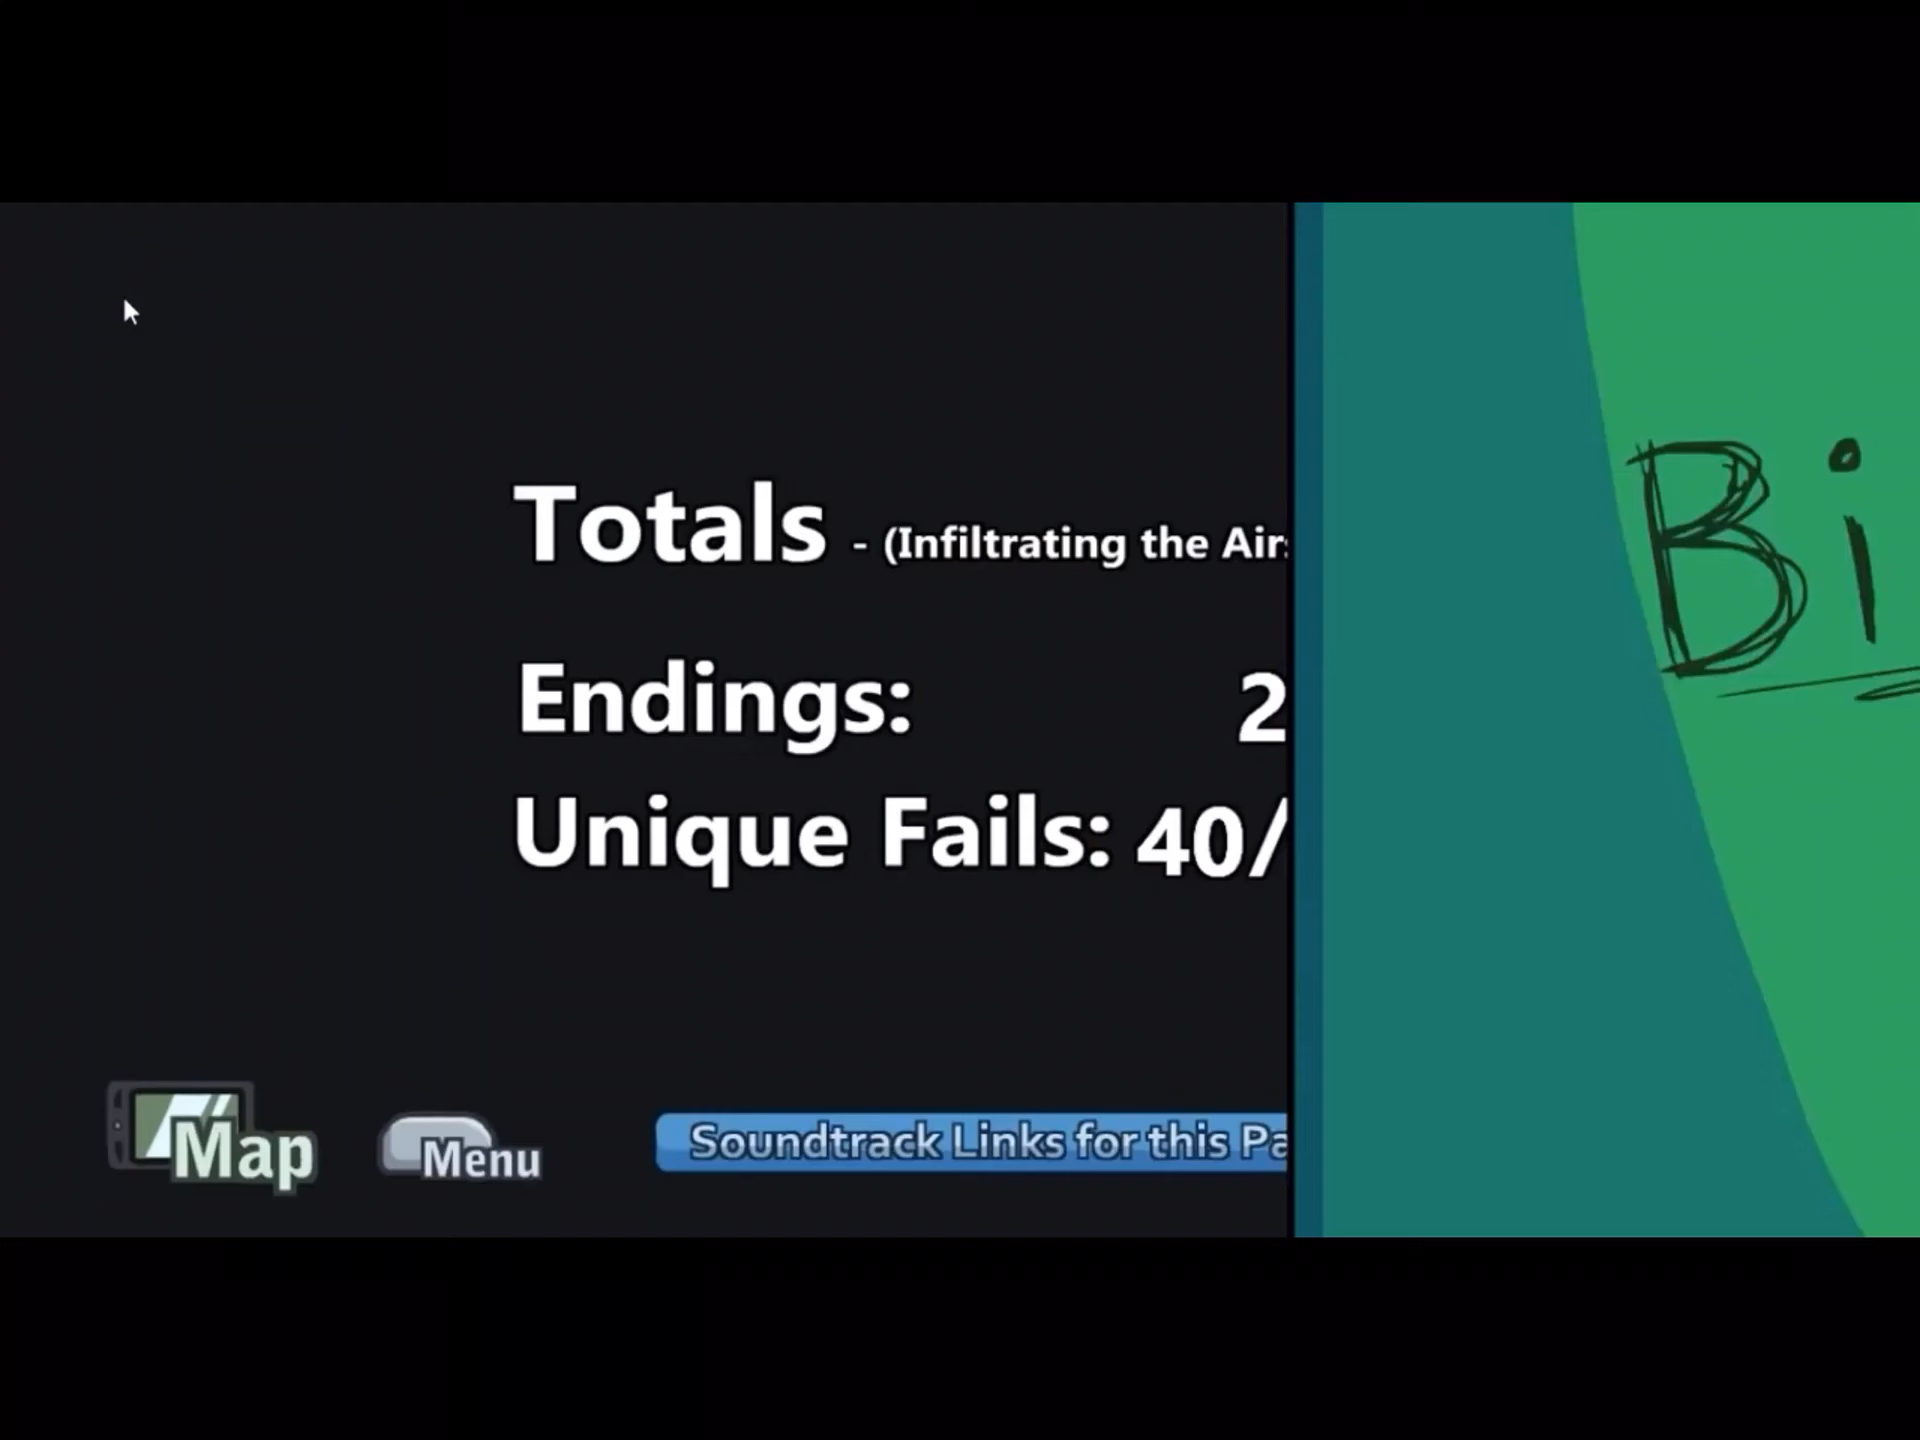 Totals - (Infiltrating the Air
Endings: 2
Unique Fails: 40/
Map
Menu
Soundtrack Links for this Pa
Bi